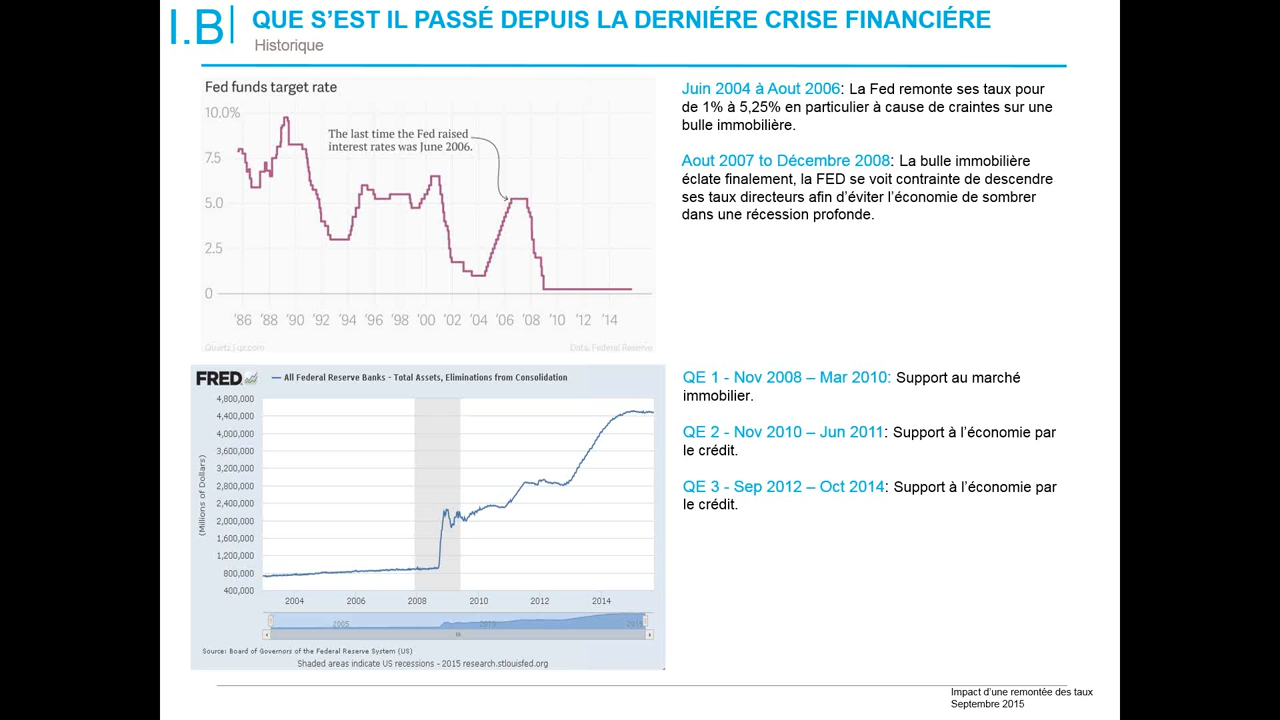 I.B
QUE S’EST IL PASSÉ DEPUIS LA DERNIÉRE CRISE FINANCIÉRE
Historique
Fed funds target rate
10.0%
7.5
5.0
2.5
0
The last time the Fed raised
interest rates was June 2006.
’86 ’88 ’90 ’92 ’94 ’96 ’98 ’00 ’02 ’04 ’06 ’08 ’10 ’12 ’14
Quartz | qz.com
Data: Federal Reserve
Juin 2004 à Aout 2006: La Fed remonte ses taux pour
de 1% à 5,25% en particulier à cause de craintes sur une
bulle immobilière.
Aout 2007 to Décembre 2008: La bulle immobilière
éclate finalement, la FED se voit contrainte de descendre
ses taux directeurs afin d’éviter l’économie de sombrer
dans une récession profonde.
FRED
All Federal Reserve Banks - Total Assets, Eliminations from Consolidation
4,800,000
4,400,000
4,000,000
3,600,000
3,200,000
2,800,000
2,400,000
2,000,000
1,600,000
1,200,000
800,000
400,000
(Millions of Dollars)
2004 2006 2008 2010 2012 2014
2005 2010 2015
Source: Board of Governors of the Federal Reserve System (US)
Shaded areas indicate US recessions - 2015 research.stlouisfed.org
QE 1 - Nov 2008 – Mar 2010: Support au marché
immobilier.
QE 2 - Nov 2010 – Jun 2011: Support à l’économie par
le crédit.
QE 3 - Sep 2012 – Oct 2014: Support à l’économie par
le crédit.
Impact d’une remontée des taux
Septembre 2015